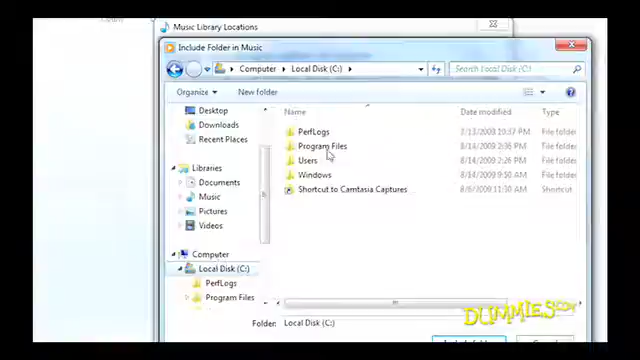 Music Library Locations
Include Folder in Music
Computer Local Disk (C:) Search Local Disk (C:)
Organize New folder
Name Date modified Type
Desktop
Downloads
Recent Places
Libraries
Documents
Music
Pictures
Videos
Computer
Local Disk (C:)
PerfLogs
Program Files
PerfLogs 7/13/2009 10:37 PM File folder
Program Files 8/14/2009 2:36 PM File folder
Users 8/14/2009 2:26 PM File folder
Windows 8/14/2009 9:50 AM File folder
Shortcut to Camtasia Captures 8/6/2009 11:30 AM Shortcut
Folder: Local Disk (C:)
DUMMIES.COM